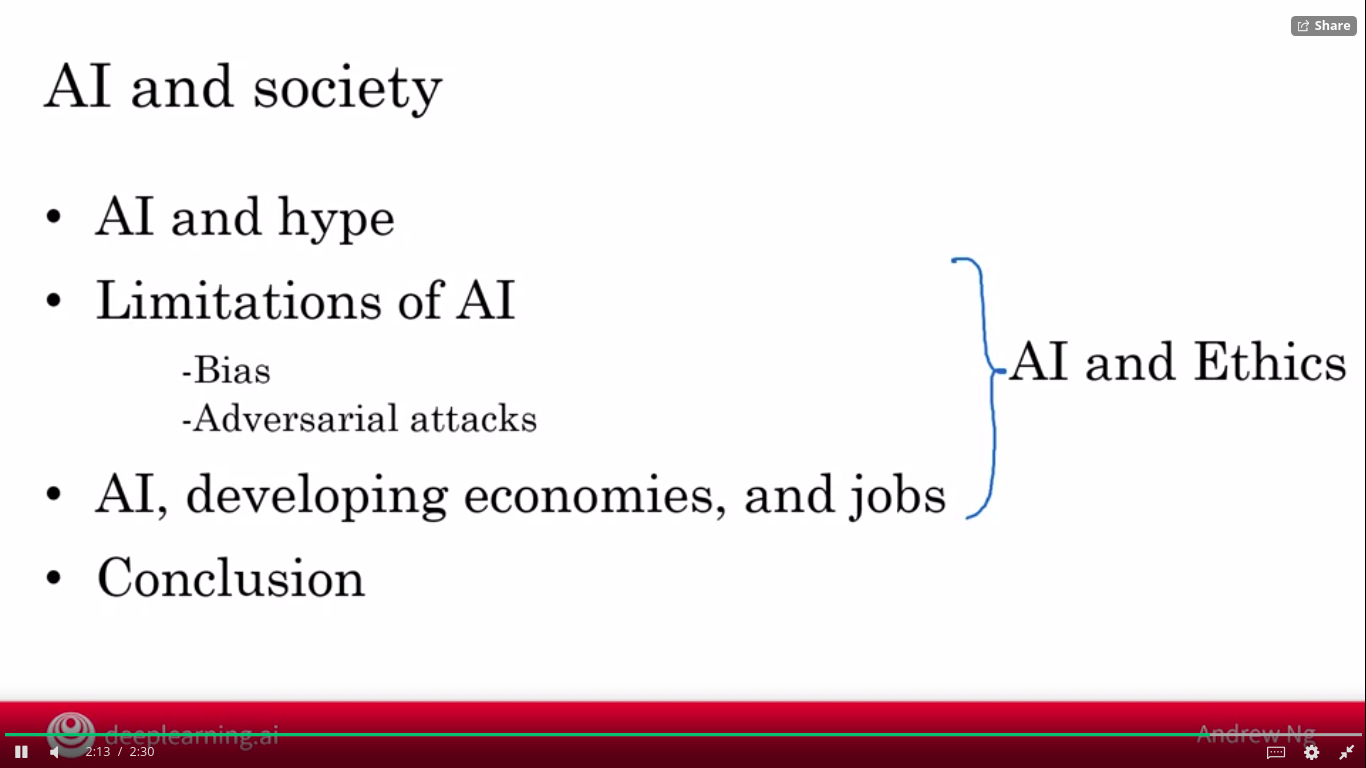 Share
AI and society
• AI and hype
• Limitations of AI
-Bias
-Adversarial attacks
• AI, developing economies, and jobs
• Conclusion
AI and Ethics
deeplearning.ai
Andrew Ng
2:13 / 2:30